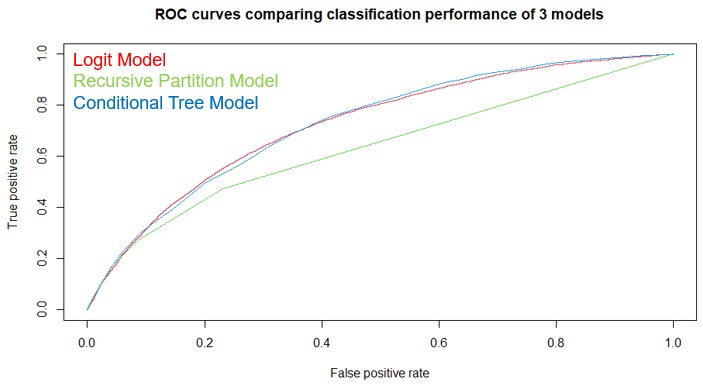 ROC curves comparing classification performance of 3 models
Logit Model
Recursive Partition Model
Conditional Tree Model
True positive rate
1.0
0.8
0.6
0.4
0.2
0.0
0.0 0.2 0.4 0.6 0.8 1.0
False positive rate